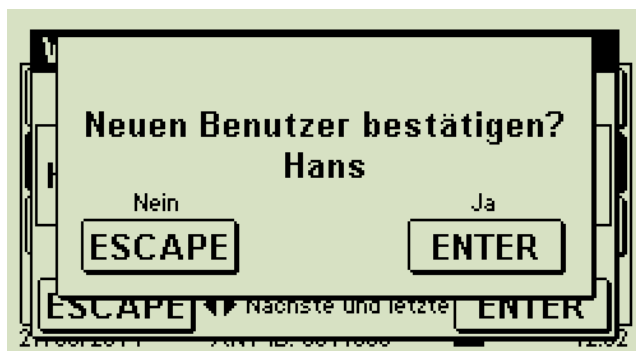 Neuen Benutzer bestätigen?
Hans
Nein Ja
ESCAPE ENTER
ESCAPE Nächste und letzte ENTER